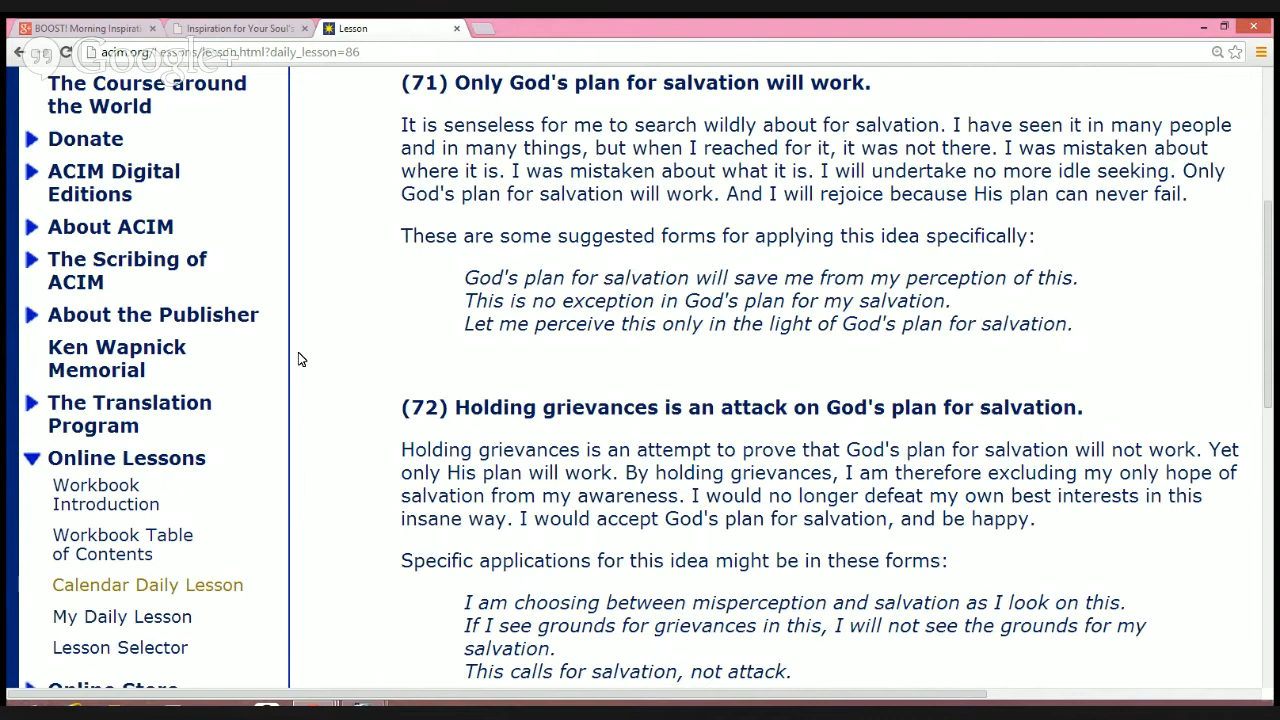 BOOST! Morning Inspirati
Inspiration for Your Soul's
Lesson
acim.org/Lessons/lesson.html?daily_lesson=86
Google+
The Course around
the World
Donate
ACIM Digital
Editions
About ACIM
The Scribing of
ACIM
About the Publisher
Ken Wapnick
Memorial
The Translation
Program
Online Lessons
Workbook
Introduction
Workbook Table
of Contents
Calendar Daily Lesson
My Daily Lesson
Lesson Selector
Online Store
(71) Only God's plan for salvation will work.
It is senseless for me to search wildly about for salvation. I have seen it in many people
and in many things, but when I reached for it, it was not there. I was mistaken about
where it is. I was mistaken about what it is. I will undertake no more idle seeking. Only
God's plan for salvation will work. And I will rejoice because His plan can never fail.
These are some suggested forms for applying this idea specifically:
God's plan for salvation will save me from my perception of this.
This is no exception in God's plan for my salvation.
Let me perceive this only in the light of God's plan for salvation.
(72) Holding grievances is an attack on God's plan for salvation.
Holding grievances is an attempt to prove that God's plan for salvation will not work. Yet
only His plan will work. By holding grievances, I am therefore excluding my only hope of
salvation from my awareness. I would no longer defeat my own best interests in this
insane way. I would accept God's plan for salvation, and be happy.
Specific applications for this idea might be in these forms:
I am choosing between misperception and salvation as I look on this.
If I see grounds for grievances in this, I will not see the grounds for my
salvation.
This calls for salvation, not attack.